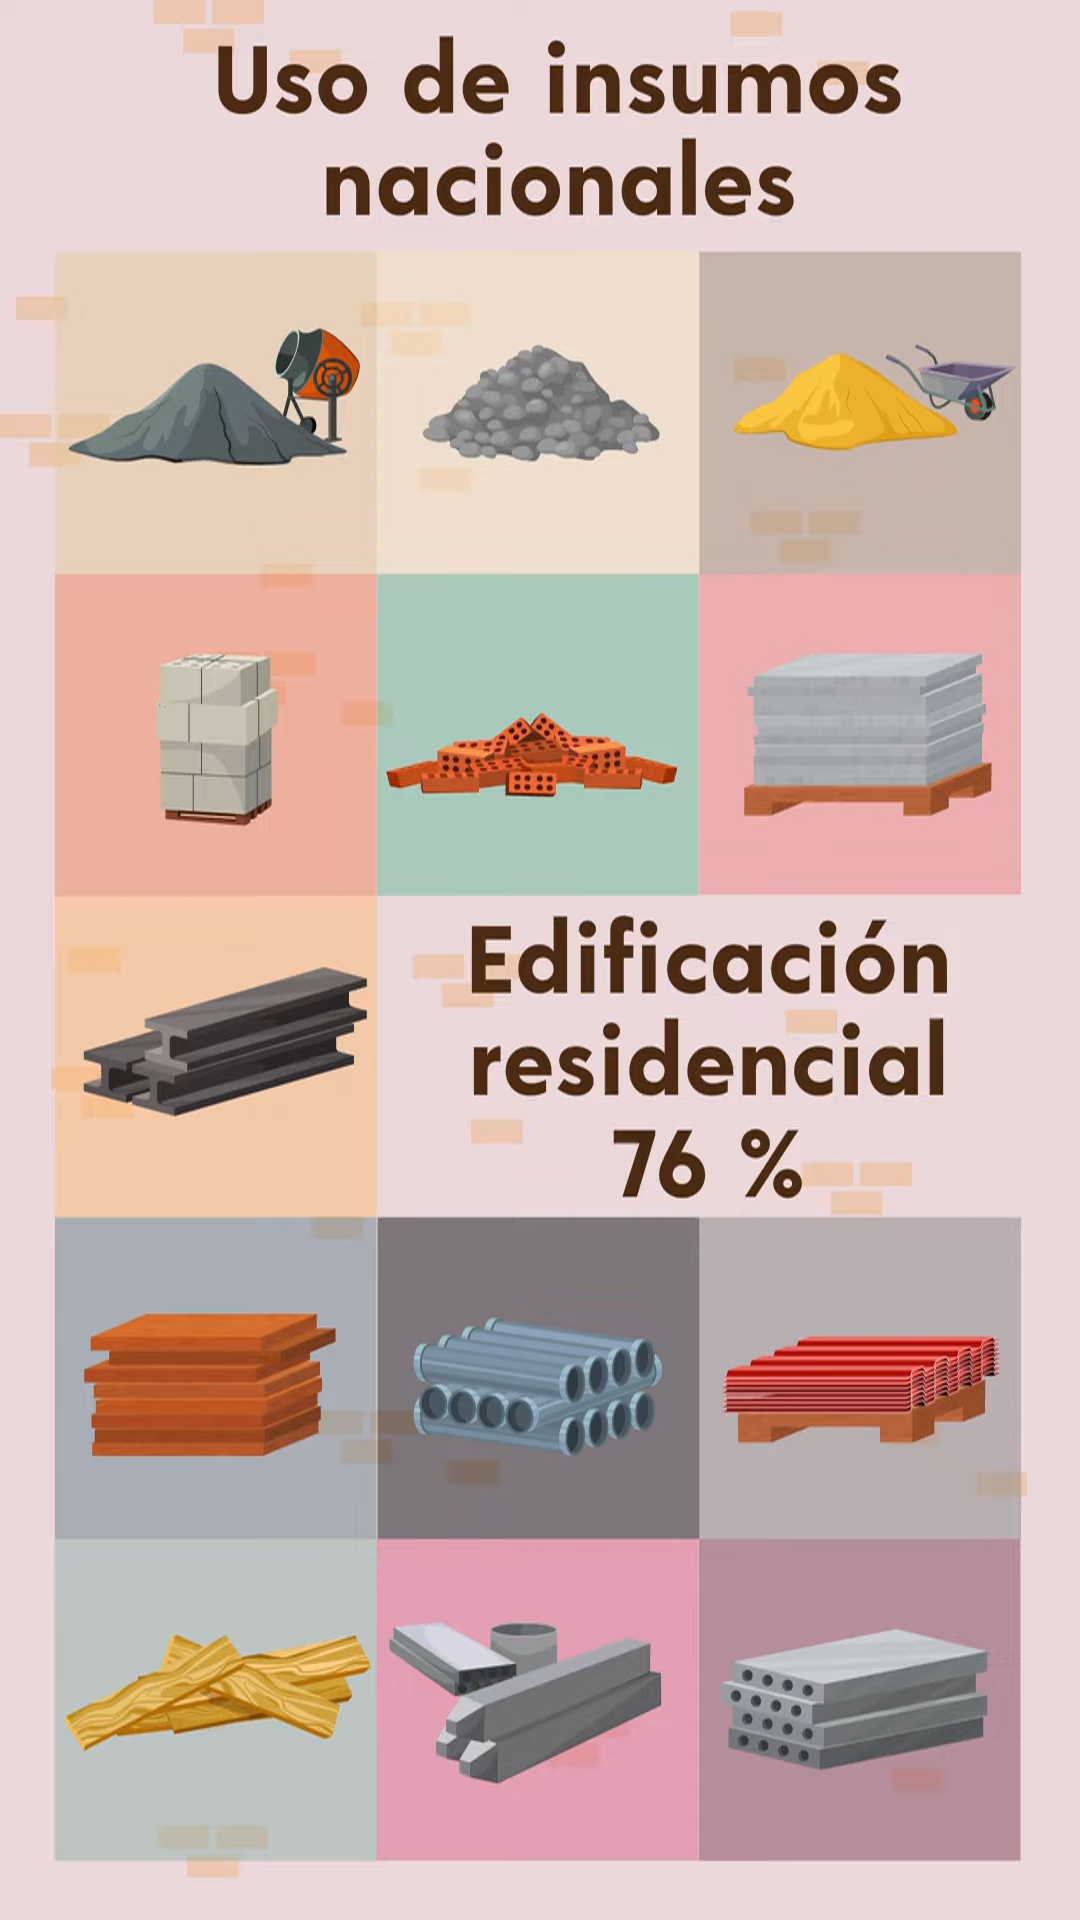 Uso de insumos
nacionales
Edificación
residencial
76 %